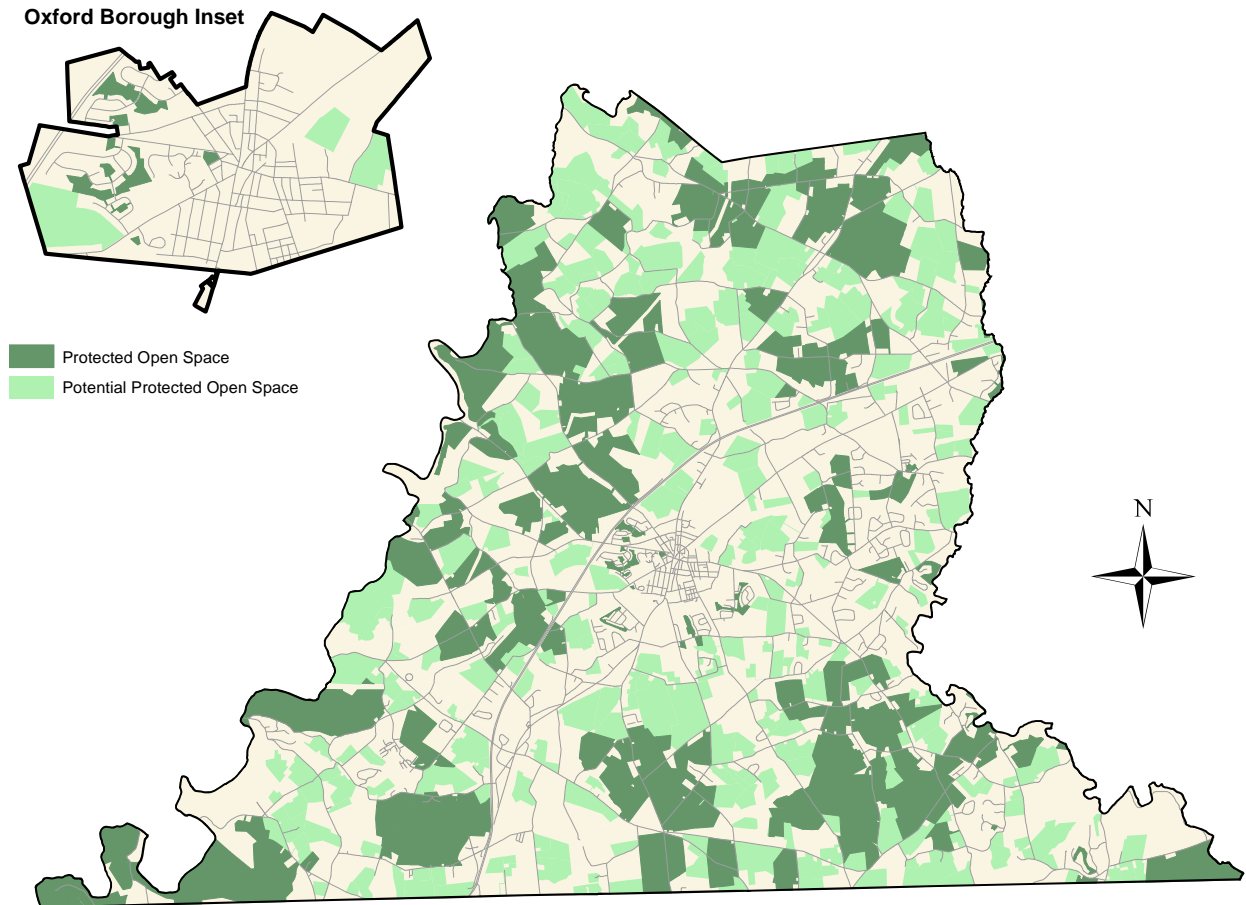 Oxford Borough Inset
Protected Open Space
Potential Protected Open Space
N